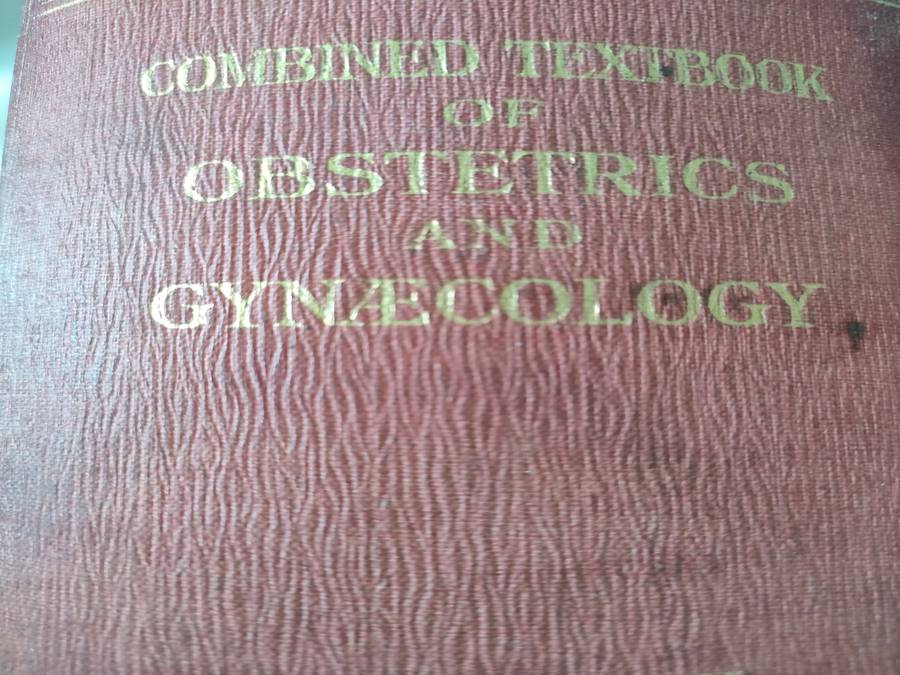 COMBINED TEXTBOOK
OF
OBSTETRICS
AND
GYNÆCOLOGY